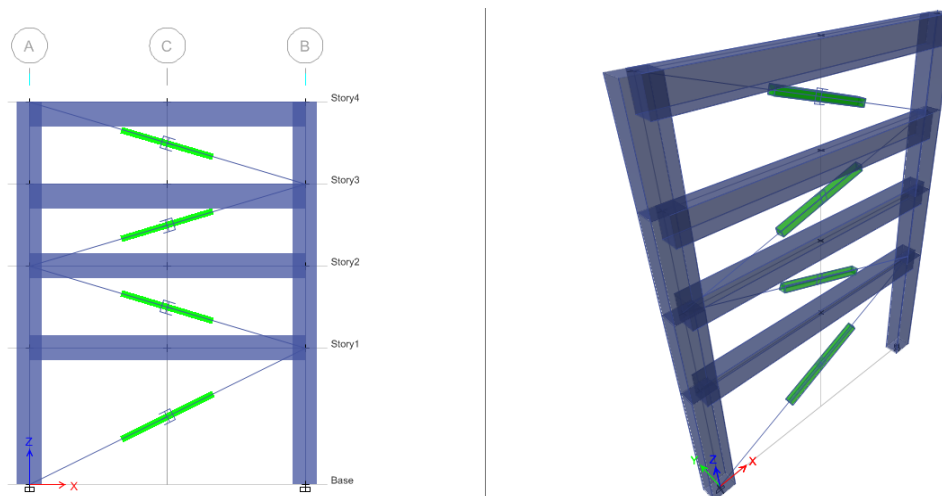 A C B
Story4
Story3
Story2
Story1
Z
X
Base
Y Z X